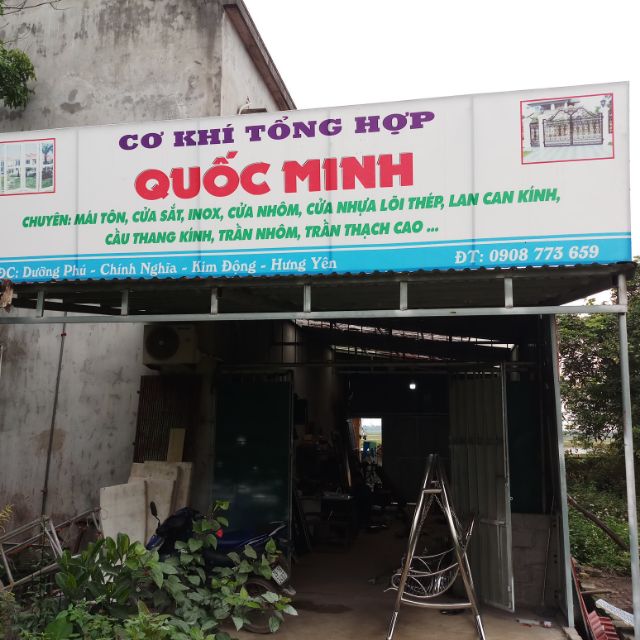 CƠ KHÍ TỔNG HỢP
QUỐC MINH
CHUYÊN: MÁI TÔN, CỬA SẮT, INOX, CỬA NHÔM, CỬA NHỰA LÕI THÉP, LAN CAN KÍNH,
CẦU THANG KÍNH, TRẦN NHÔM, TRẦN THẠCH CAO ...
ĐC: Dưỡng Phú - Chính Nghĩa - Kim Động - Hưng Yên
ĐT: 0908 773 659